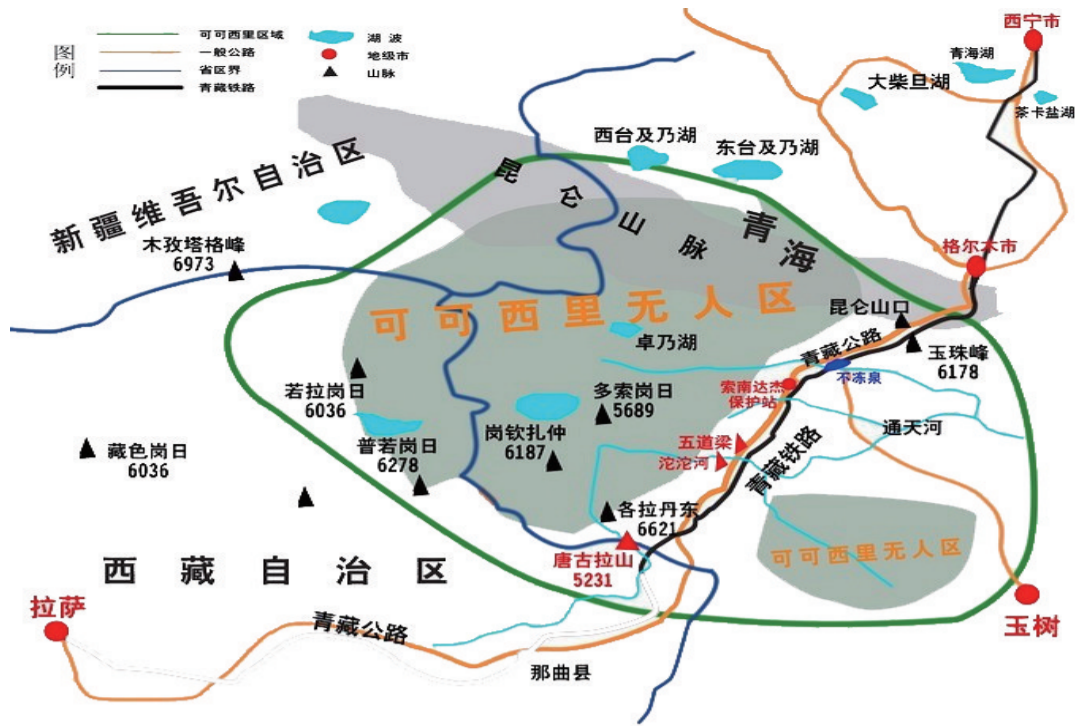 图例
可可西里区域
一般公路
省区界
青藏铁路
湖波
地级市
山脉
西宁市
青海湖
大柴旦湖
茶卡盐湖
西台及乃湖
东台及乃湖
新疆维吾尔自治区
昆仑山脉
青海
木孜塔格峰
6973
格尔木市
可可西里无人区
昆仑山口
卓乃湖
青藏公路
玉珠峰
6178
不冻泉
若拉岗日
6036
多索岗日
5689
索南达杰
保护站
岗钦扎仲
6187
普若岗日
6278
藏色岗日
6036
五道梁
沱沱河
通天河
青藏铁路
各拉丹东
6621
唐古拉山
5231
可可西里无人区
西藏自治区
拉萨
青藏公路
那曲县
玉树